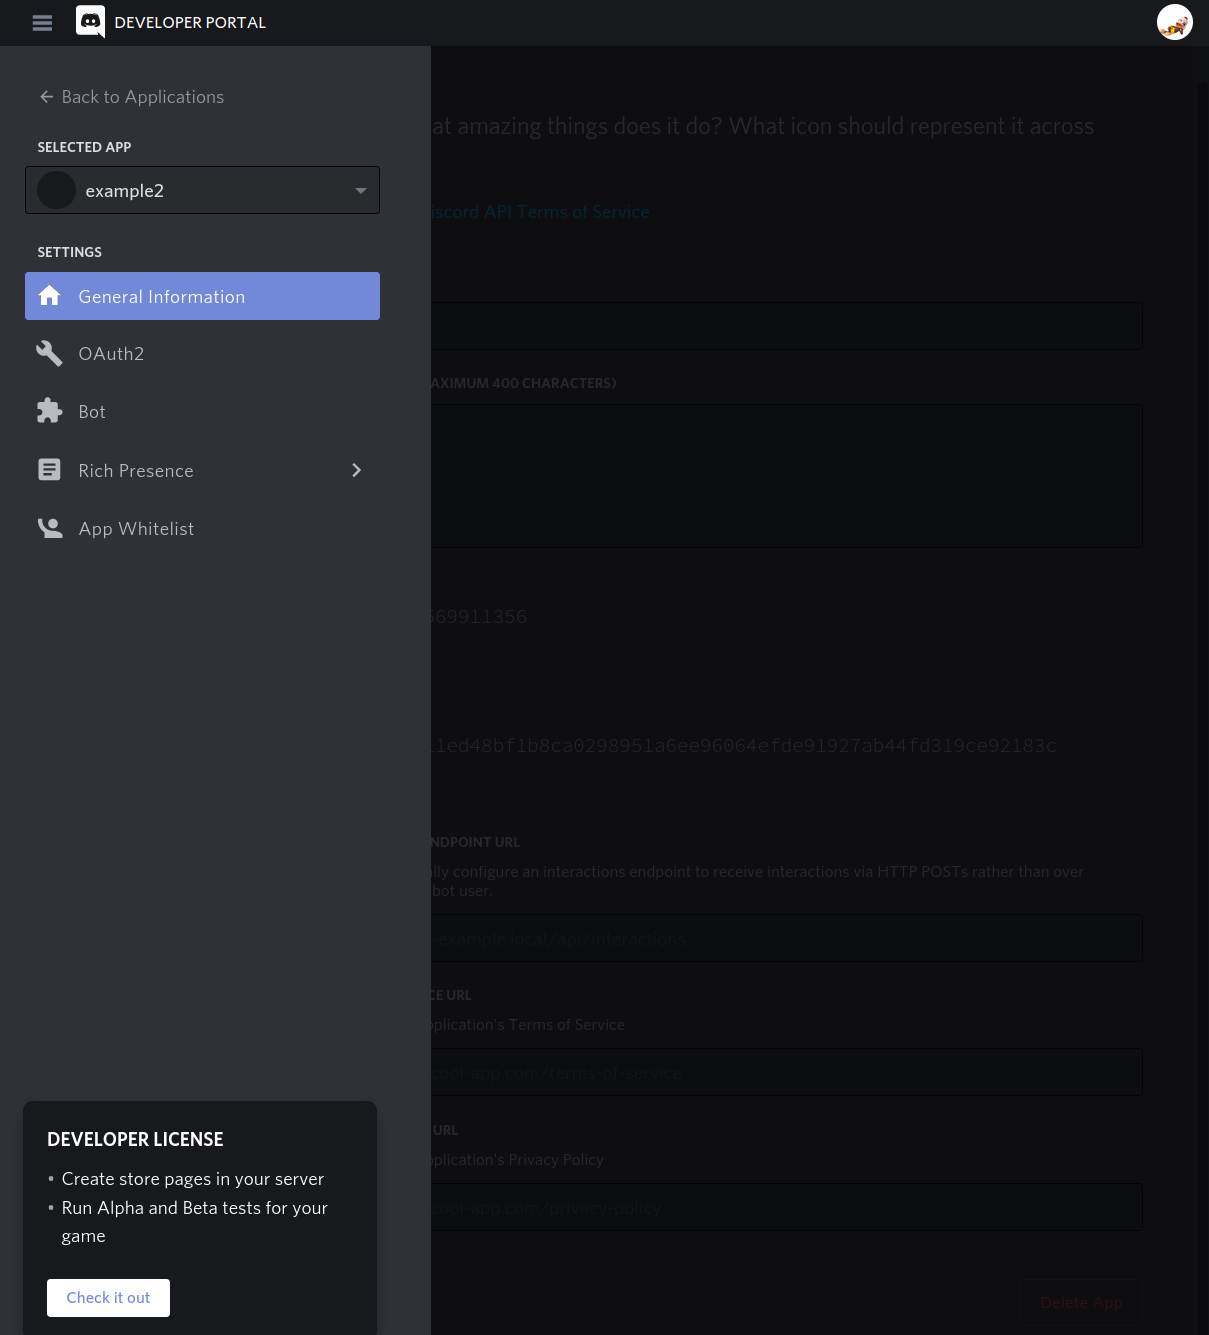 DEVELOPER PORTAL
Back to Applications
SELECTED APP
example2
SETTINGS
General Information
OAuth2
Bot
Rich Presence
App Whitelist
DEVELOPER LICENSE
• Create store pages in your server
• Run Alpha and Beta tests for your
game
Check it out
at amazing things does it do? What icon should represent it across
iscord API Terms of Service
AXIMUM 400 CHARACTERS)
69911356
1ed48bf1b8ca0298951a6ee96064efde91927ab44fd319ce92183c
NDPOINT URL
lly configure an interactions endpoint to receive interactions via HTTP POSTs rather than over
bot user.
-example.local/api/interactions
CE URL
pplication's Terms of Service
cool-app.com/terms-of-service
URL
pplication's Privacy Policy
cool-app.com/privacy-policy
Delete App